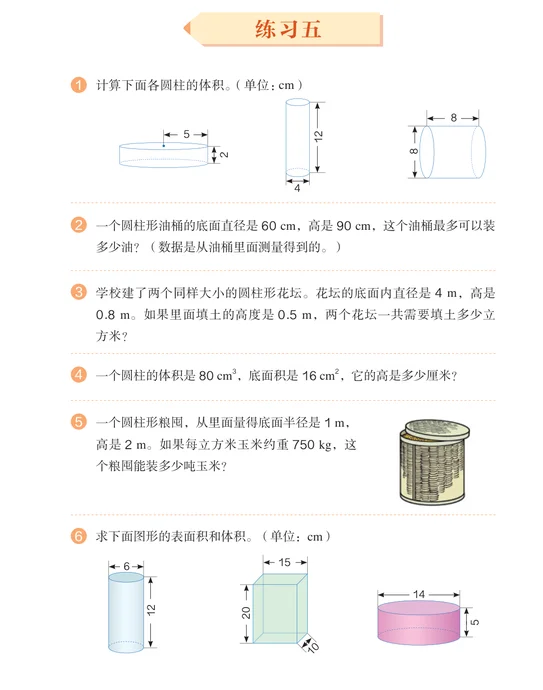 练习五
1 计算下面各圆柱的体积。(单位:cm)
5
2
12
4
8
8
2 一个圆柱形油桶的底面直径是 60 cm,高是 90 cm,这个油桶最多可以装
多少油?(数据是从油桶里面测量得到的。)
3 学校建了两个同样大小的圆柱形花坛。花坛的底面内直径是 4 m,高是
0.8 m。如果里面填土的高度是 0.5 m,两个花坛一共需要填土多少立
方米?
4 一个圆柱的体积是 80 cm³,底面积是 16 cm²,它的高是多少厘米?
5 一个圆柱形粮囤,从里面量得底面半径是 1 m,
高是 2 m。如果每立方米玉米约重 750 kg,这
个粮囤能装多少吨玉米?
6 求下面图形的表面积和体积。(单位:cm)
6
12
15
20
10
14
5